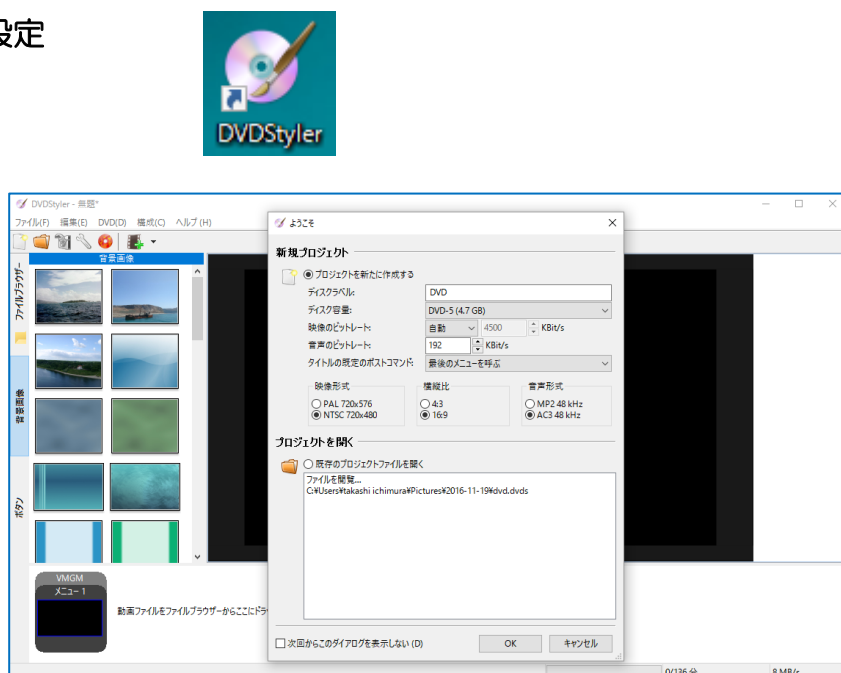 設定
DVDStyler
DVDStyler - 無題*
ファイル(F) 編集(E) DVD(D) 構成(C) ヘルプ(H)
背景画像
ファイルブラウザー
背景画像
ボタン
VMGM
メニュー 1
動画ファイルをファイルブラウザーからここにドラ
ようこそ
新規プロジェクト
プロジェクトを新たに作成する
ディスクラベル: DVD
ディスク容量: DVD-5 (4.7 GB)
映像のビットレート: 自動 4500 KBit/s
音声のビットレート: 192 KBit/s
タイトルの既定のポストコマンド: 最後のメニューを呼ぶ
映像形式 横縦比 音声形式
PAL 720x576 4:3 MP2 48 kHz
NTSC 720x480 16:9 AC3 48 kHz
プロジェクトを開く
既存のプロジェクトファイルを開く
ファイルを閲覧...
C:¥Users¥takashi ichimura¥Pictures¥2016-11-19¥dvd.dvds
次回からこのダイアログを表示しない (D) OK キャンセル
0/136 分 8 MB/s